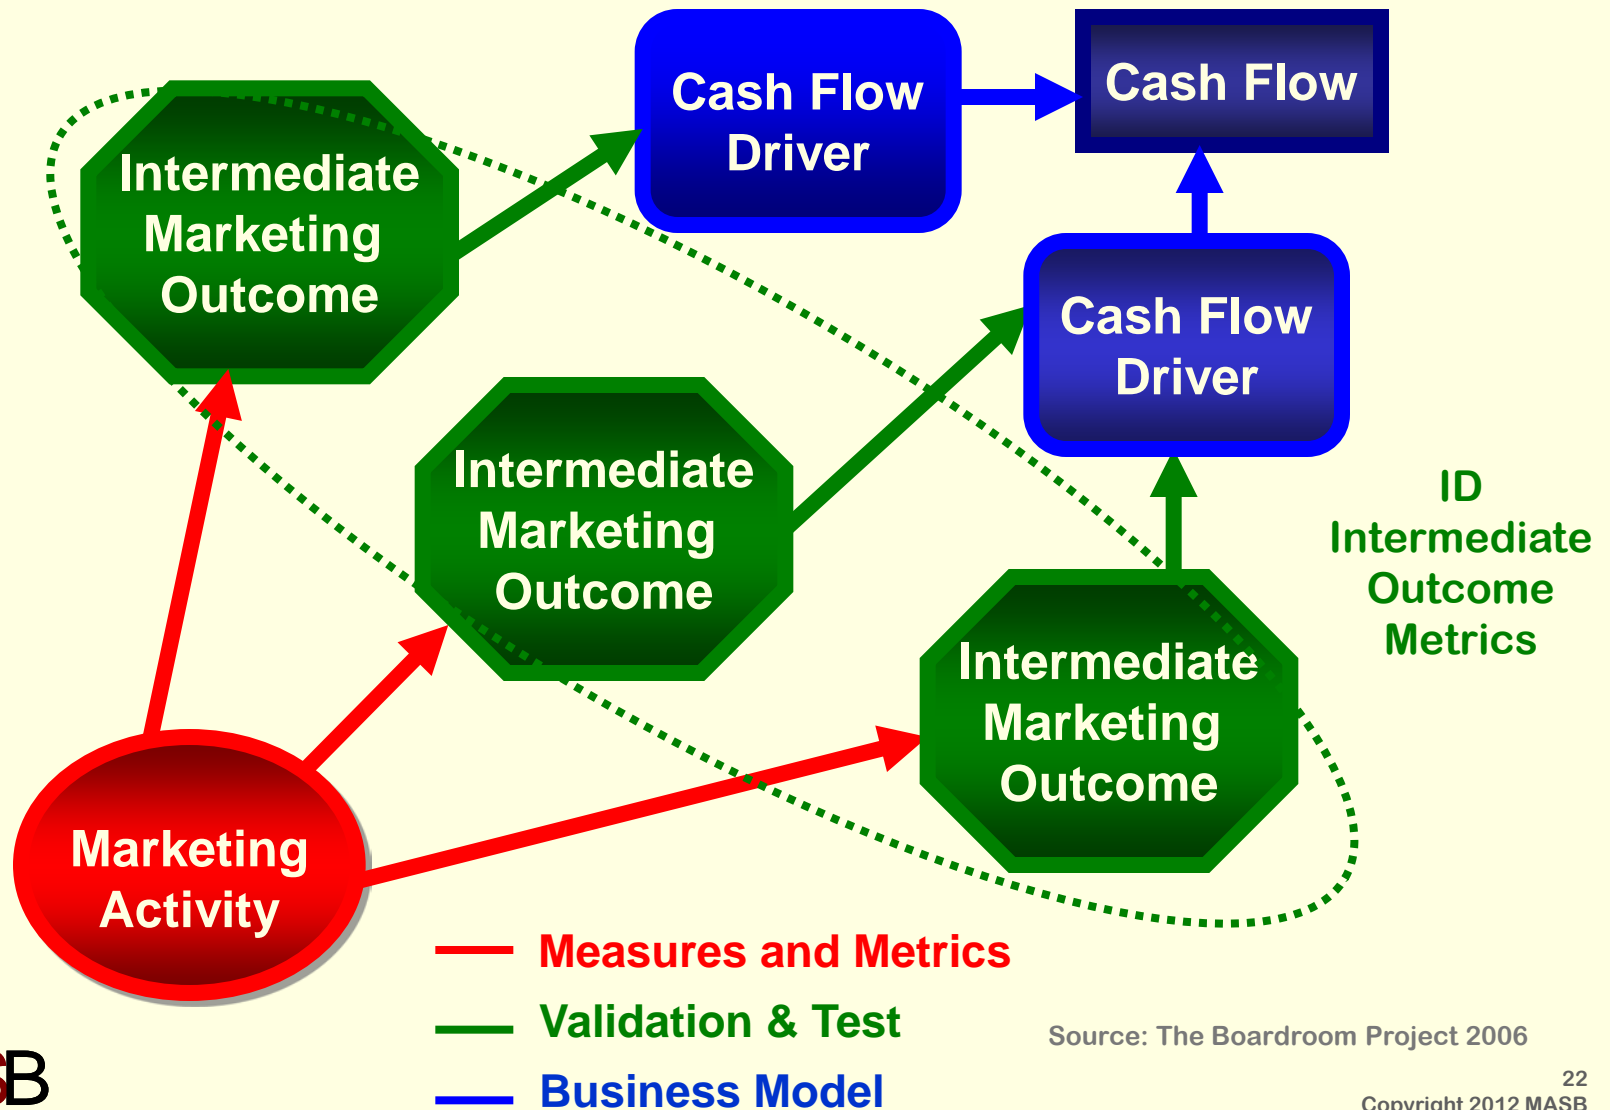 Cash Flow
Driver
Cash Flow
Intermediate
Marketing
Outcome
Cash Flow
Driver
Intermediate
Marketing
Outcome
ID
Intermediate
Outcome
Metrics
Intermediate
Marketing
Outcome
Marketing
Activity
Measures and Metrics
Validation & Test
Business Model
Source: The Boardroom Project 2006
SB
22
Copyright 2012 MASB